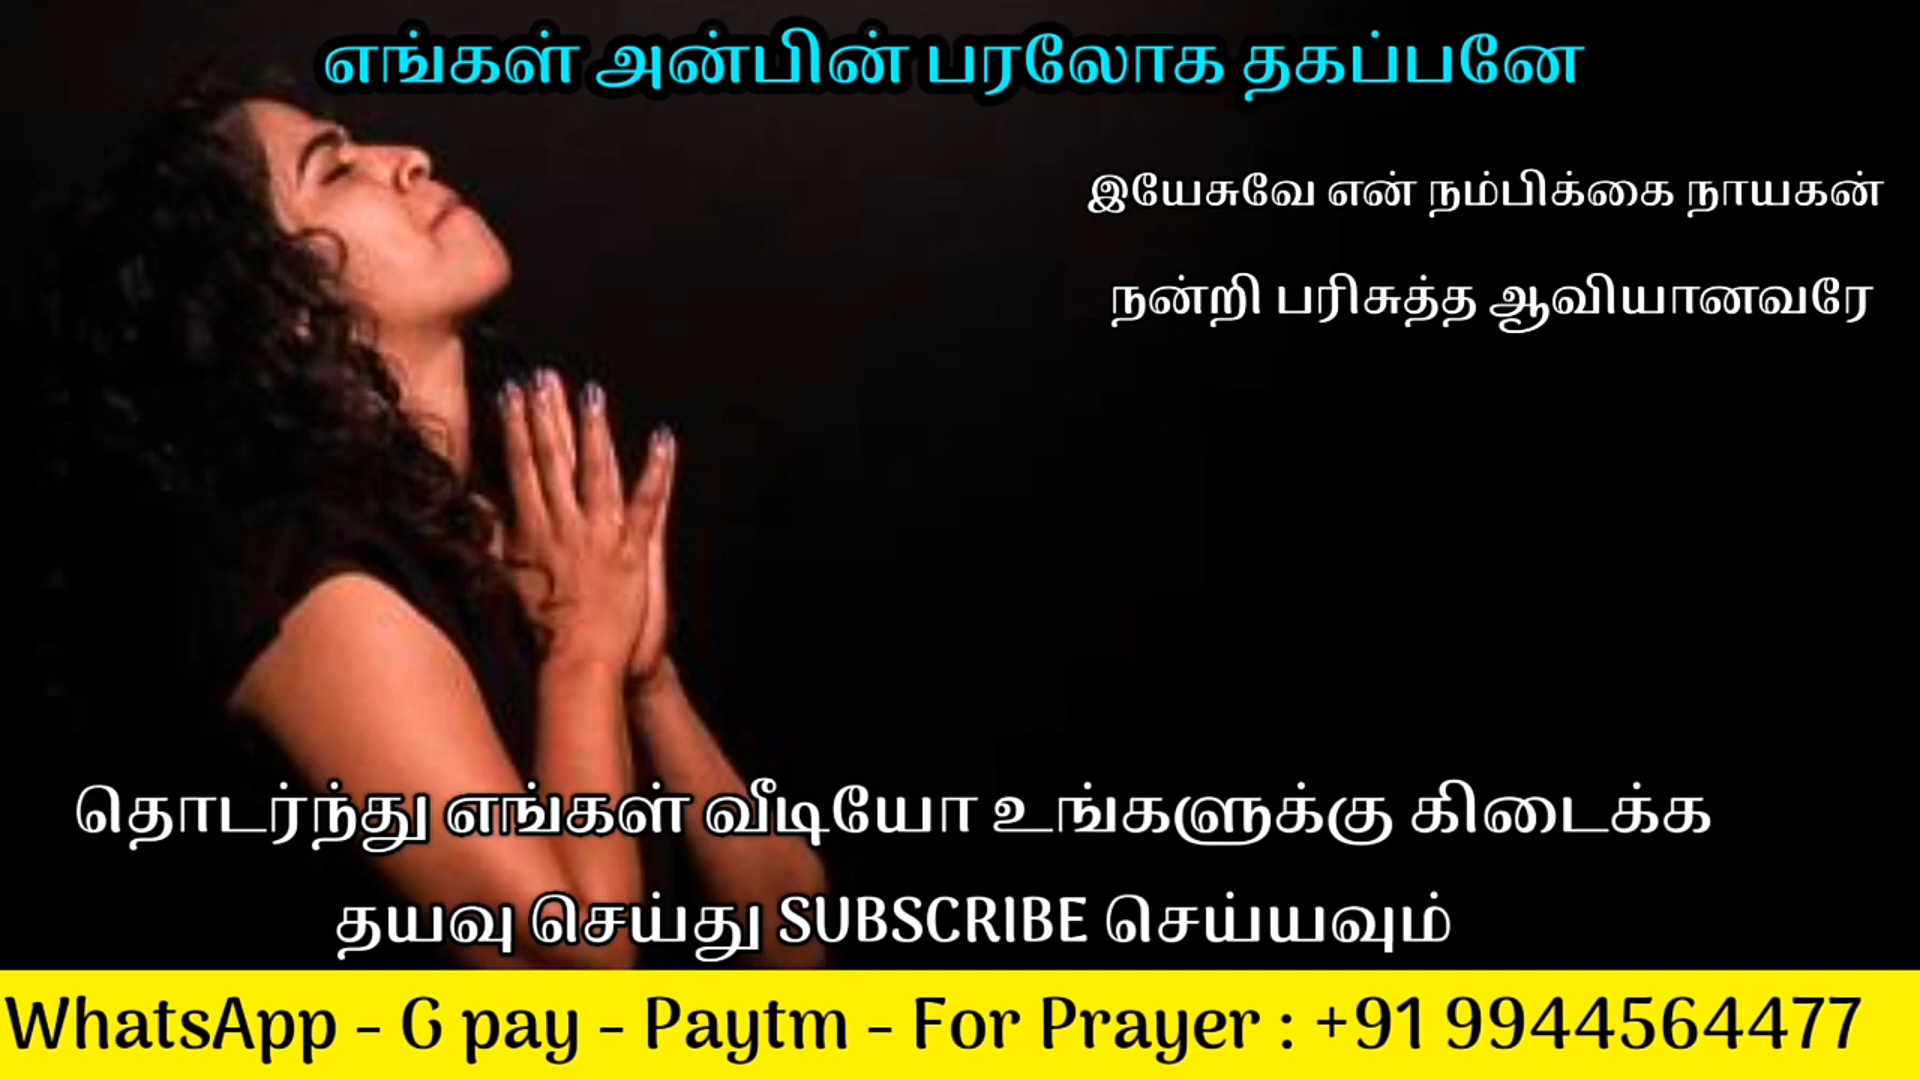 எங்கள் அன்பின் பரலோக தகப்பனே
இயேசுவே என் நம்பிக்கை நாயகன்
நன்றி பரிசுத்த ஆவியானவரே
தொடர்ந்து எங்கள் வீடியோ உங்களுக்கு கிடைக்க
தயவு செய்து SUBSCRIBE செய்யவும்
WhatsApp - G pay - Paytm - For Prayer : +91 9944564477